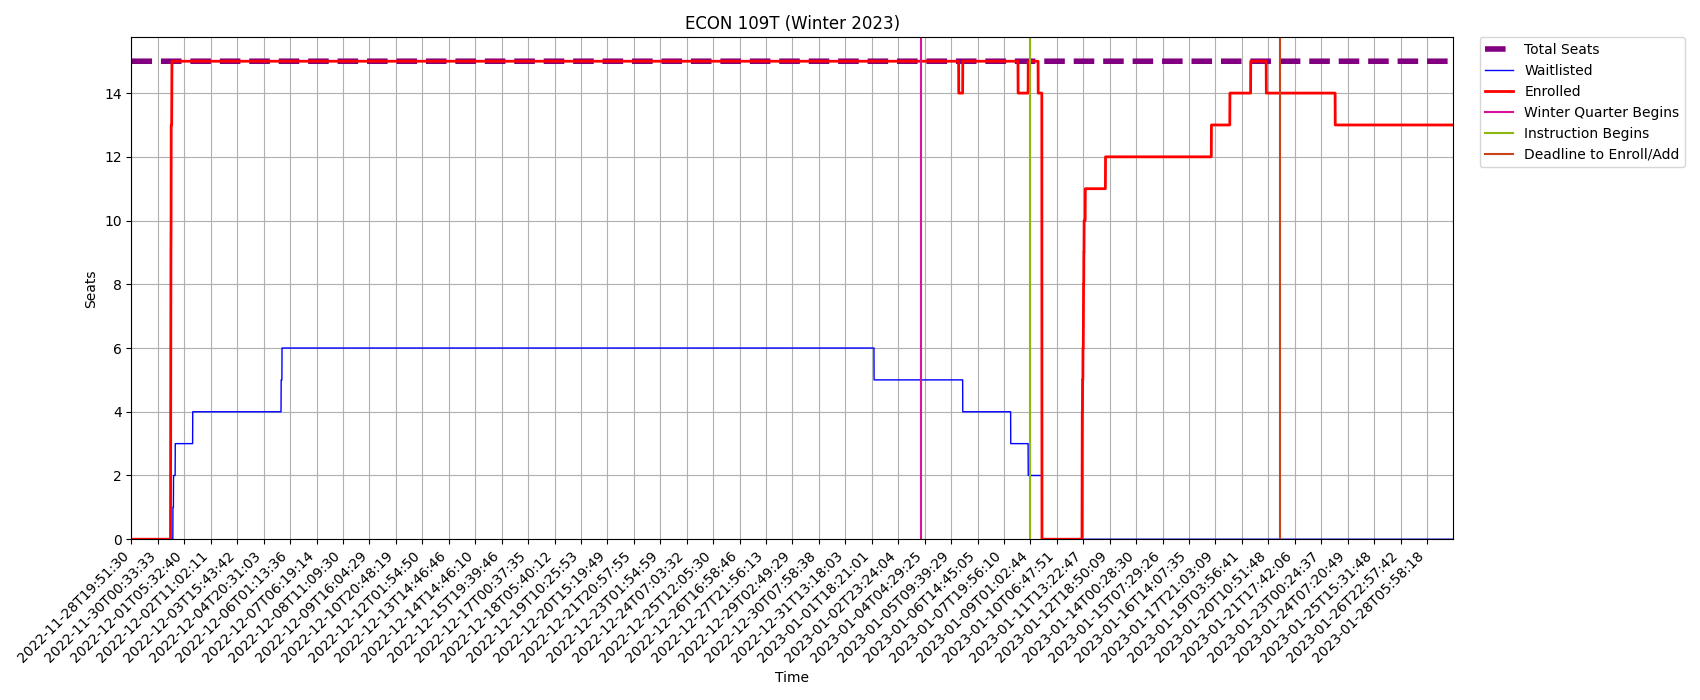 ECON 109T (Winter 2023)
Total Seats
Waitlisted
Enrolled
Winter Quarter Begins
Instruction Begins
Deadline to Enroll/Add
Seats
14
12
10
8
6
4
2
0
2022-11-28T19:51:30
2022-11-30T00:33:33
2022-12-01T05:32:40
2022-12-02T11:02:11
2022-12-03T15:43:42
2022-12-04T20:31:03
2022-12-06T01:13:36
2022-12-07T06:19:14
2022-12-08T11:09:30
2022-12-09T16:04:29
2022-12-10T20:48:19
2022-12-12T01:54:50
2022-12-13T14:46:46
2022-12-14T14:46:10
2022-12-15T19:39:46
2022-12-17T00:37:35
2022-12-18T05:40:12
2022-12-19T10:25:53
2022-12-20T15:19:49
2022-12-21T20:57:55
2022-12-23T01:54:59
2022-12-24T07:03:32
2022-12-25T12:05:30
2022-12-26T16:58:46
2022-12-27T21:56:13
2022-12-29T02:49:29
2022-12-30T07:58:38
2022-12-31T13:18:03
2023-01-01T18:21:01
2023-01-02T23:24:04
2023-01-04T04:29:25
2023-01-05T09:39:29
2023-01-06T14:45:05
2023-01-07T19:56:10
2023-01-09T01:02:44
2023-01-10T06:47:51
2023-01-11T13:22:47
2023-01-12T18:50:09
2023-01-14T00:28:30
2023-01-15T07:29:26
2023-01-16T14:07:35
2023-01-17T21:03:09
2023-01-19T03:56:41
2023-01-20T10:51:48
2023-01-21T17:42:06
2023-01-23T00:24:37
2023-01-24T07:20:49
2023-01-25T15:31:48
2023-01-26T22:57:42
2023-01-28T05:58:18
Time